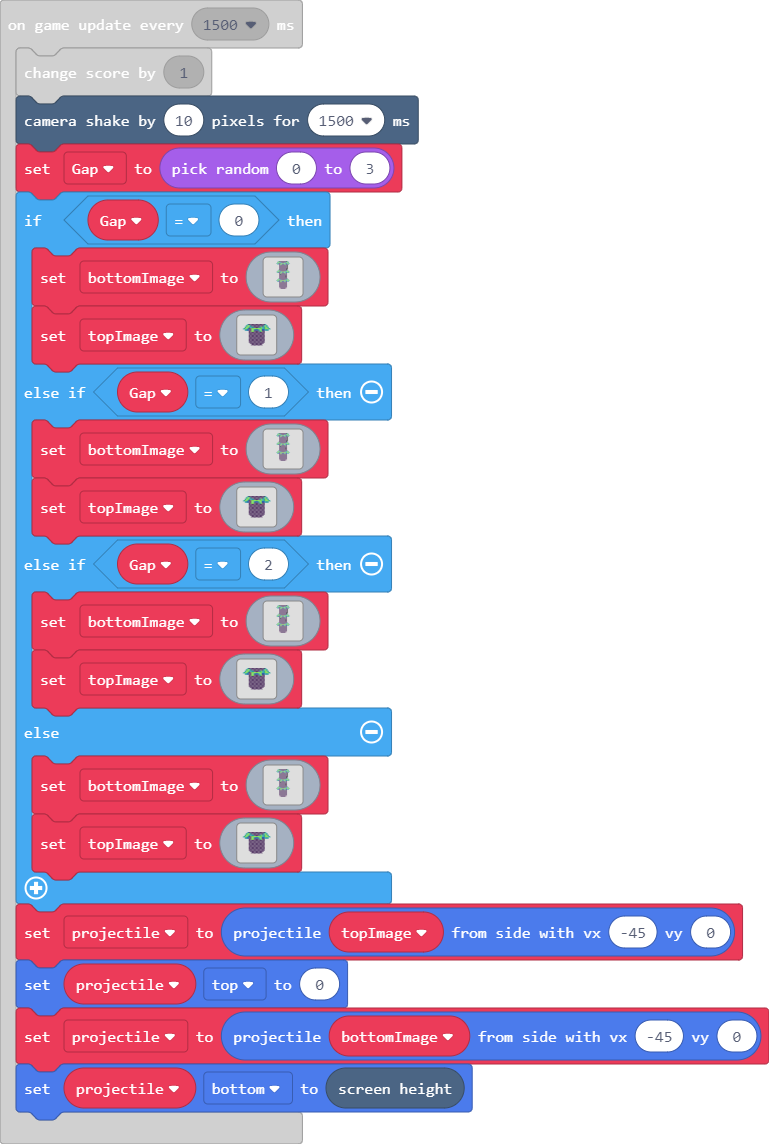 on game update every 1500 ms
change score by 1
camera shake by 10 pixels for 1500 ms
set Gap to pick random 0 to 3
if Gap = 0 then
set bottomImage to
set topImage to
else if Gap = 1 then
set bottomImage to
set topImage to
else if Gap = 2 then
set bottomImage to
set topImage to
else
set bottomImage to
set topImage to
set projectile to projectile topImage from side with vx -45 vy 0
set projectile top to 0
set projectile to projectile bottomImage from side with vx -45 vy 0
set projectile bottom to screen height